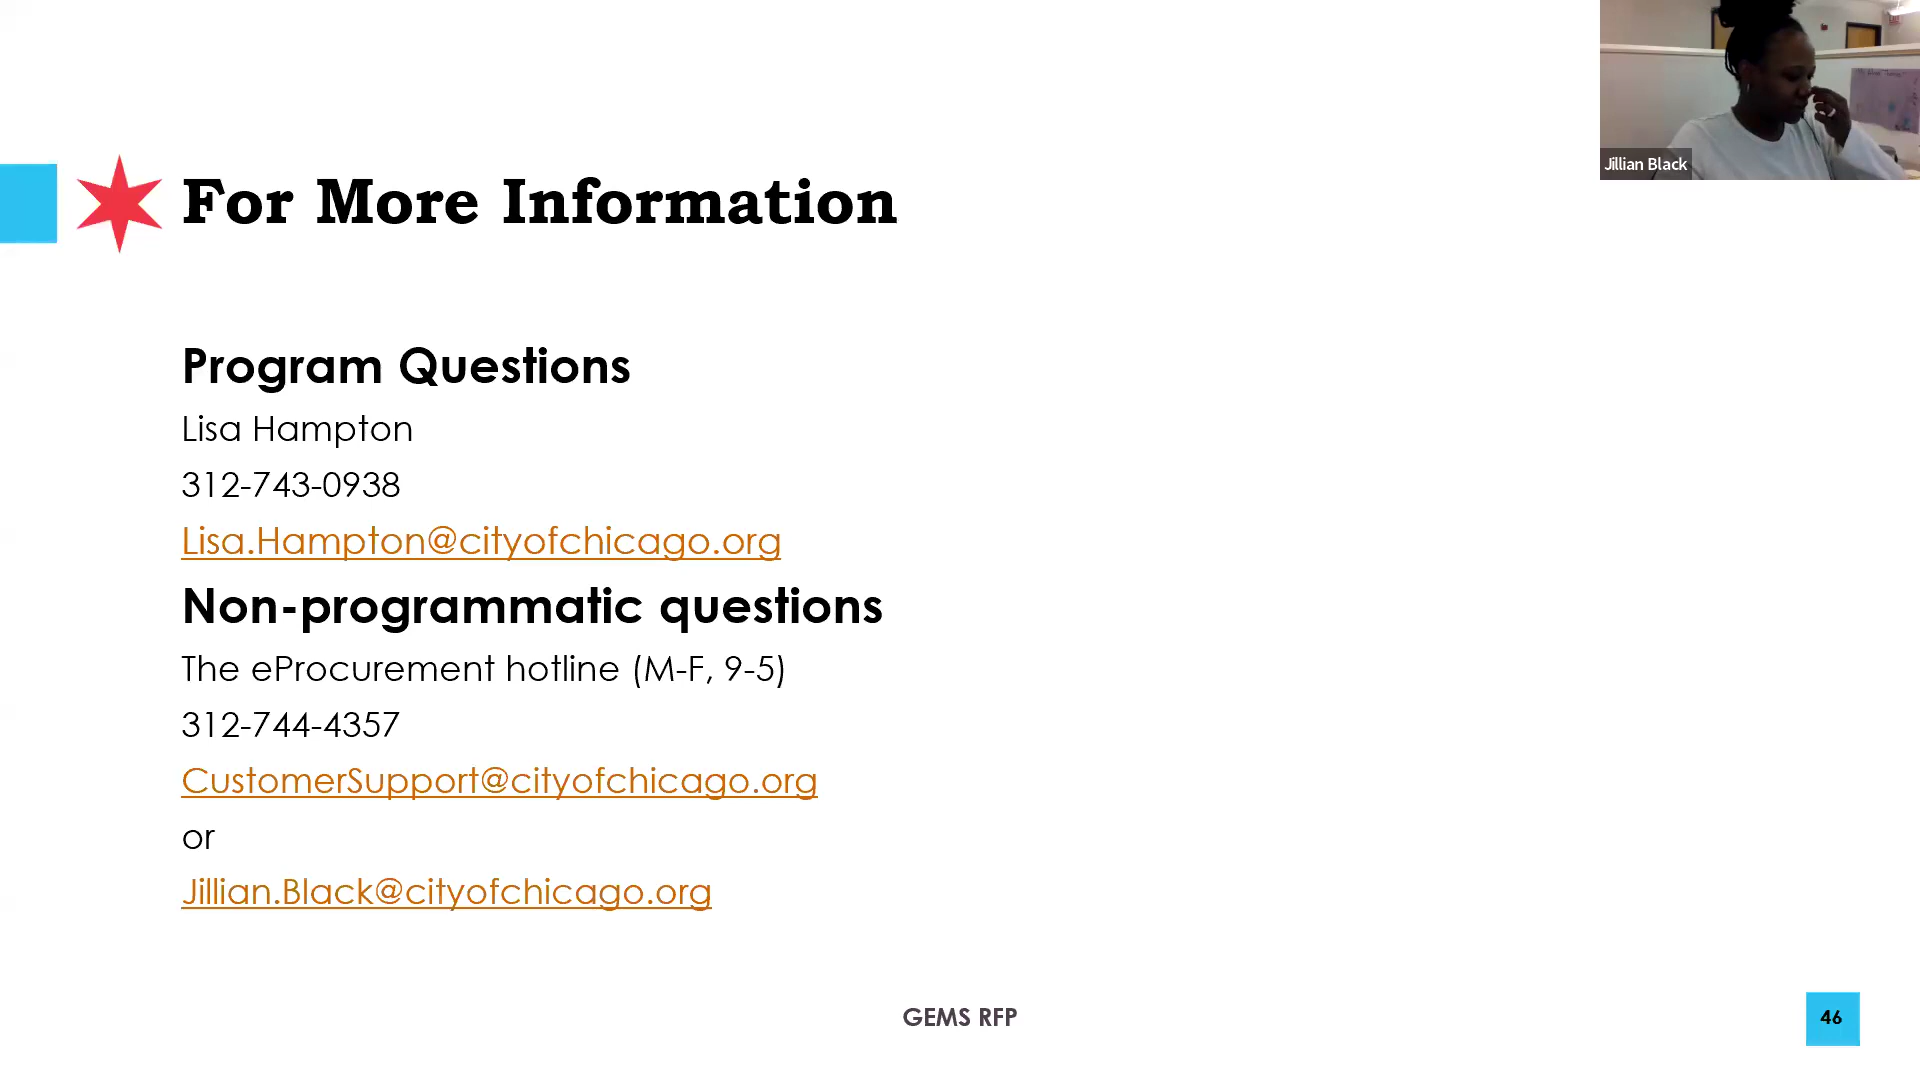 Jillian Black
For More Information
Program Questions
Lisa Hampton
312-743-0938
Lisa.Hampton@cityofchicago.org
Non-programmatic questions
The eProcurement hotline (M-F, 9-5)
312-744-4357
CustomerSupport@cityofchicago.org
or
Jillian.Black@cityofchicago.org
GEMS RFP
46